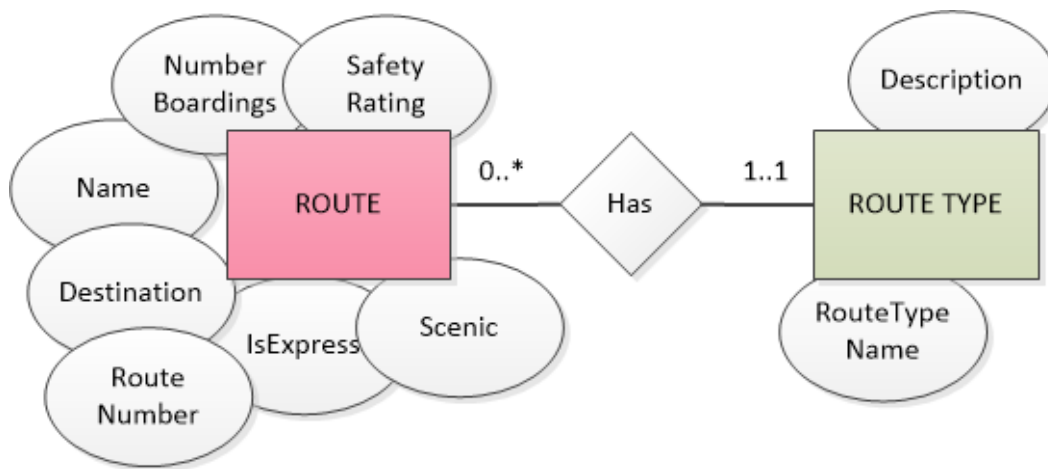 Number
Boardings
Safety
Rating
Description
Name
ROUTE
0..*
Has
1..1
ROUTE TYPE
Destination
IsExpress
Scenic
RouteType
Name
Route
Number